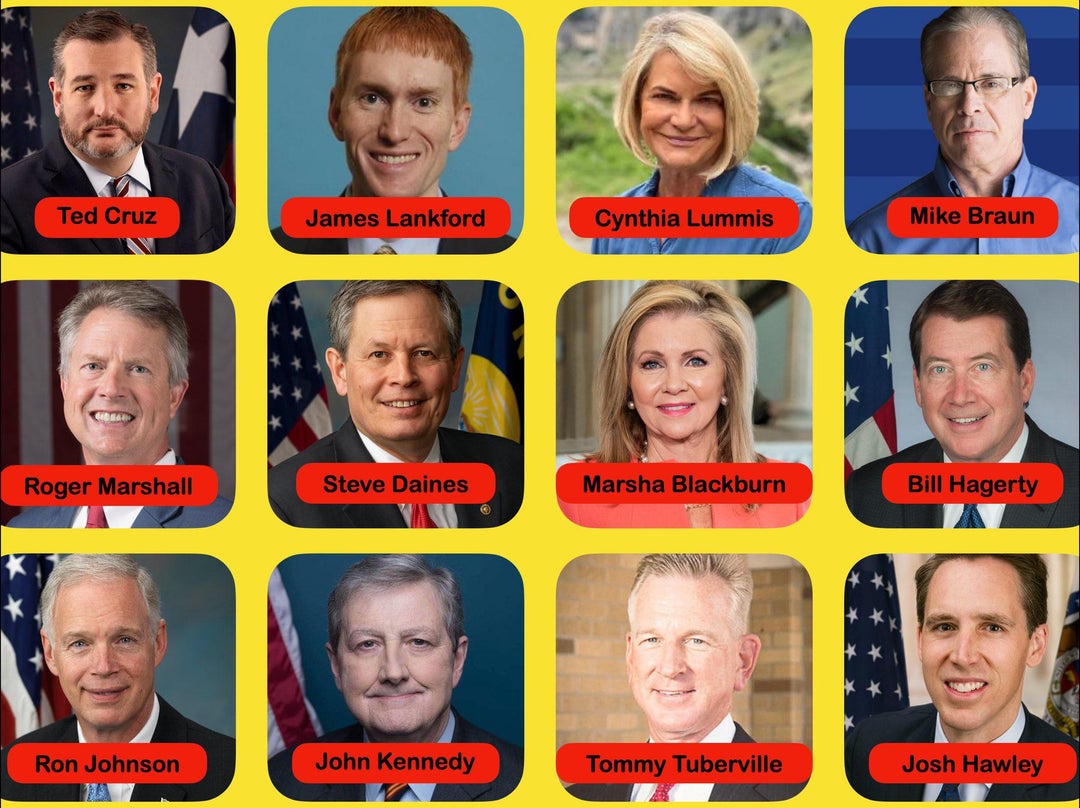 Ted Cruz
James Lankford
Cynthia Lummis
Mike Braun
Roger Marshall
Steve Daines
Marsha Blackburn
Bill Hagerty
Ron Johnson
John Kennedy
Tommy Tuberville
Josh Hawley